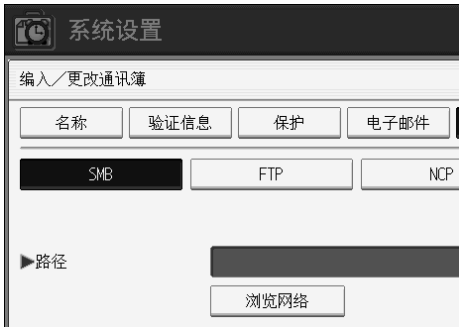 系统设置
编入／更改通讯簿
名称 验证信息 保护 电子邮件
SMB FTP NCP
▶路径
浏览网络